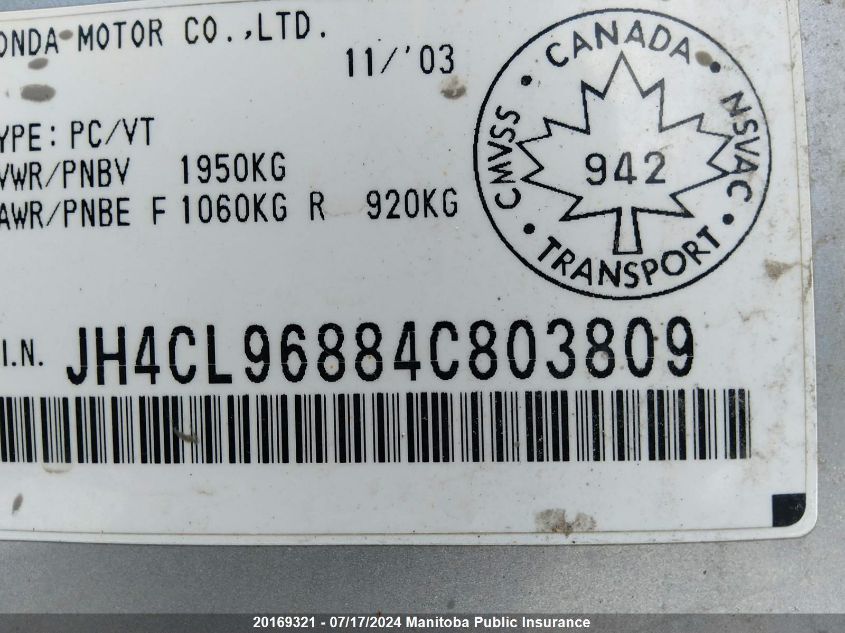 ONDA MOTOR CO.,LTD.
11/'03
YPE: PC/VT
VWR/PNBV 1950KG
AWR/PNBE F 1060KG R 920KG
CANADA
CMVSS
NSVAC
942
TRANSPORT
I.N. JH4CL96884C803809
20169321 / 07/17/2024 Manitoba Public Insurance